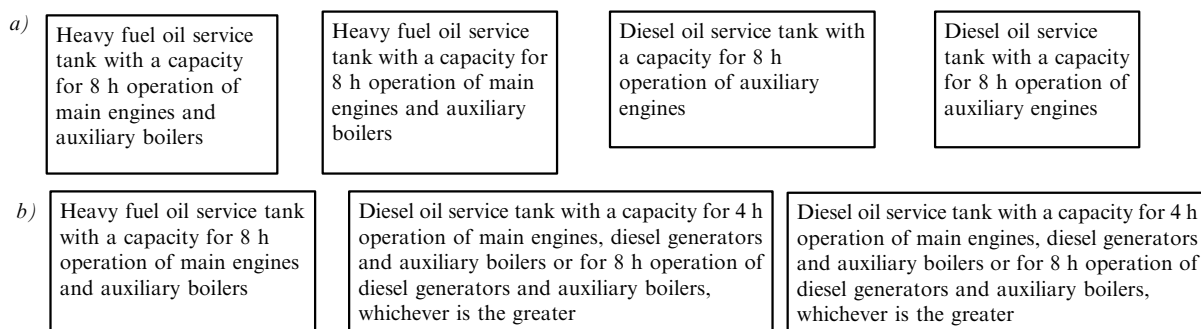 a)
Heavy fuel oil service
tank with a capacity
for 8 h operation of
main engines and
auxiliary boilers
Heavy fuel oil service
tank with a capacity for
8 h operation of main
engines and auxiliary
boilers
Diesel oil service tank with
a capacity for 8 h
operation of auxiliary
engines
Diesel oil service
tank with a capacity
for 8 h operation of
auxiliary engines
b)
Heavy fuel oil service tank
with a capacity for 8 h
operation of main engines
and auxiliary boilers
Diesel oil service tank with a capacity for 4 h
operation of main engines, diesel generators
and auxiliary boilers or for 8 h operation of
diesel generators and auxiliary boilers,
whichever is the greater
Diesel oil service tank with a capacity for 4 h
operation of main engines, diesel generators
and auxiliary boilers or for 8 h operation of
diesel generators and auxiliary boilers,
whichever is the greater